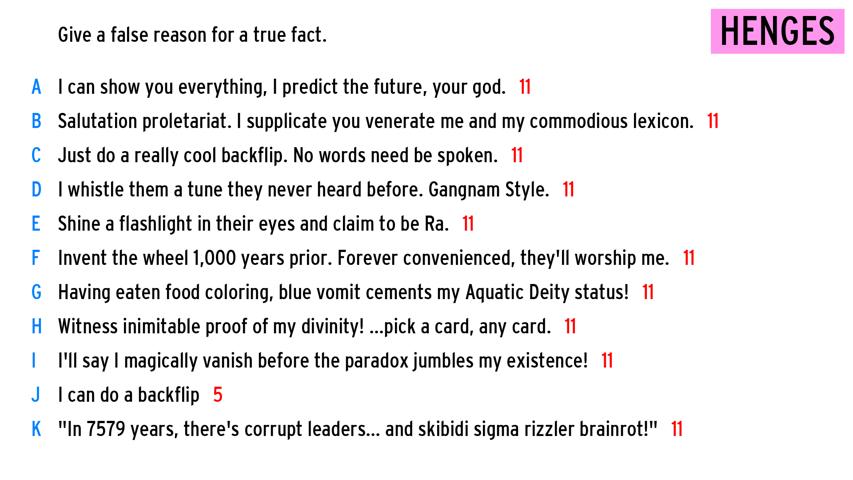 Give a false reason for a true fact.
HENGES
A I can show you everything, I predict the future, your god. 11
B Salutation proletariat. I supplicate you venerate me and my commodious lexicon. 11
C Just do a really cool backflip. No words need be spoken. 11
D I whistle them a tune they never heard before. Gangnam Style. 11
E Shine a flashlight in their eyes and claim to be Ra. 11
F Invent the wheel 1,000 years prior. Forever convenienced, they'll worship me. 11
G Having eaten food coloring, blue vomit cements my Aquatic Deity status! 11
H Witness inimitable proof of my divinity! ...pick a card, any card. 11
I I'll say I magically vanish before the paradox jumbles my existence! 11
J I can do a backflip 5
K "In 7579 years, there's corrupt leaders... and skibidi sigma rizzler brainrot!" 11